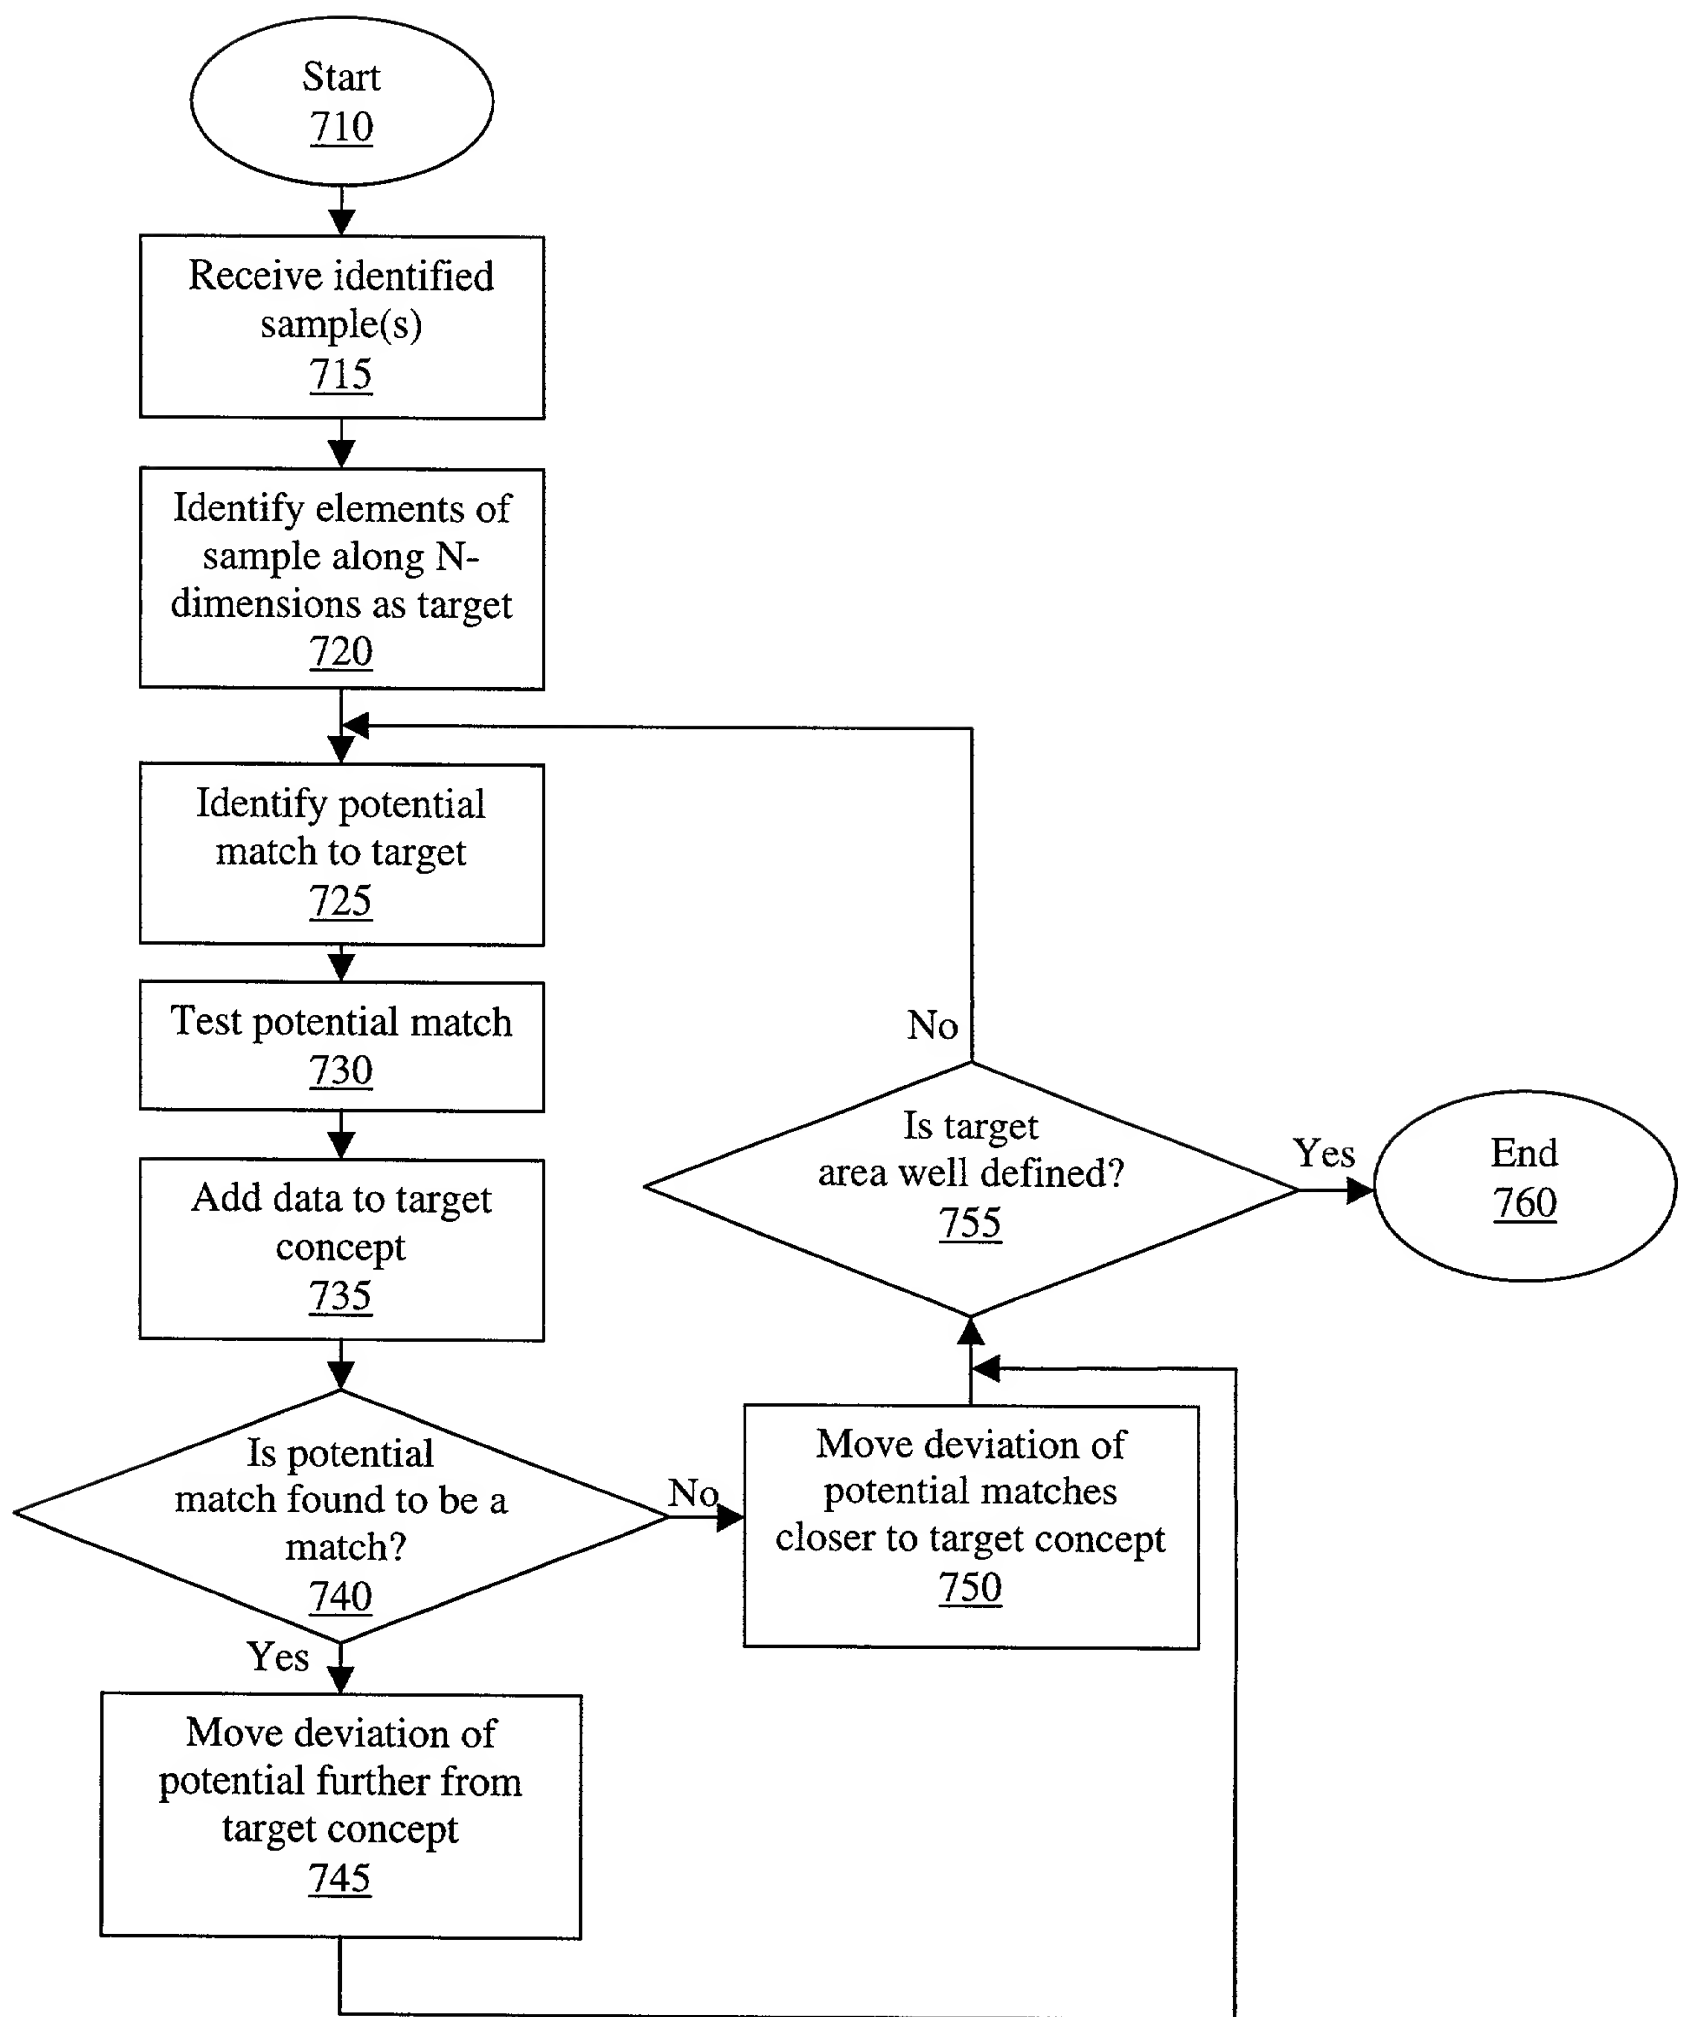 Start
710
Receive identified
sample(s)
715
Identify elements of
sample along N-
dimensions as target
720
Identify potential
match to target
725
Test potential match
730
Add data to target
concept
735
Is potential
match found to be a
match?
740
Yes
No
Move deviation of
potential further from
target concept
745
Move deviation of
potential matches
closer to target concept
750
Is target
area well defined?
755
No
Yes
End
760